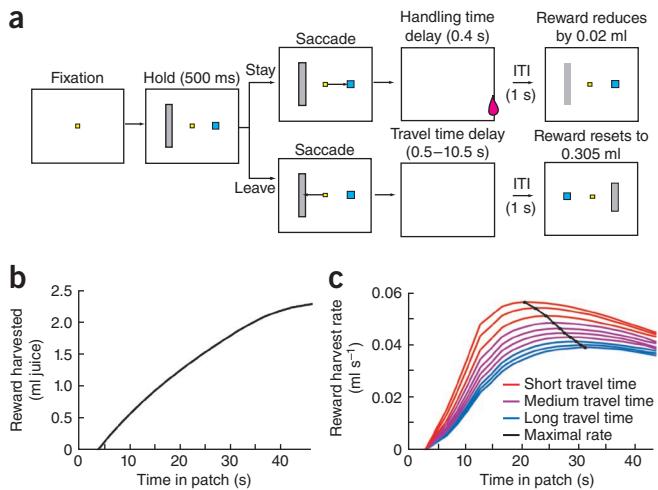 a
Fixation
Hold (500 ms)
Stay
Leave
Saccade
Handling time
delay (0.4 s)
ITI
(1 s)
Reward reduces
by 0.02 ml
Saccade
Travel time delay
(0.5–10.5 s)
ITI
(1 s)
Reward resets to
0.305 ml
b
Reward harvested
(ml juice)
2.5
2.0
1.5
1.0
0.5
0
10
20
30
40
Time in patch (s)
c
Reward harvest rate
(ml s⁻¹)
0.06
0.04
0.02
0
10
20
30
40
Short travel time
Medium travel time
Long travel time
Maximal rate
Time in patch (s)